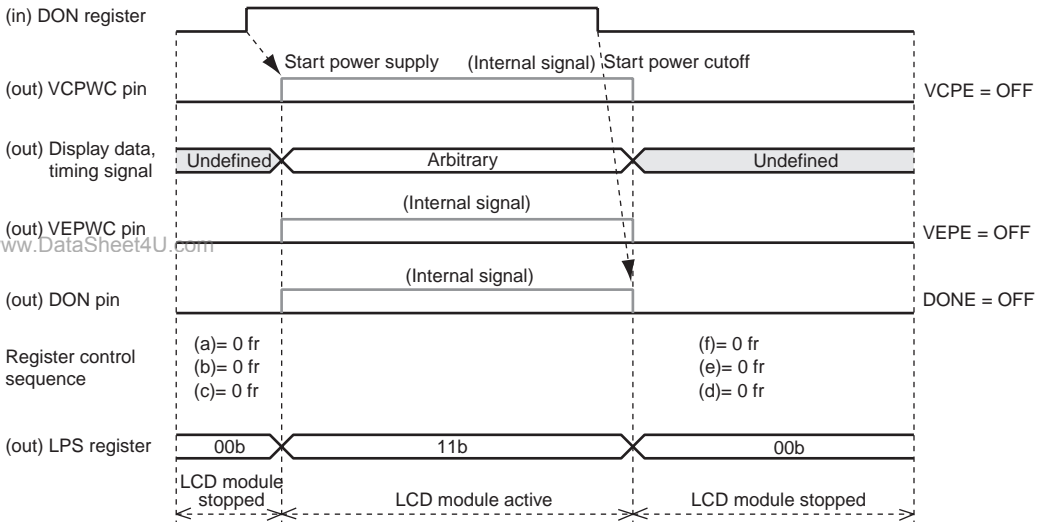 (in) DON register
Start power supply
(Internal signal)
Start power cutoff
(out) VCPWC pin
VCPE = OFF
(out) Display data,
timing signal
Undefined
Arbitrary
Undefined
(Internal signal)
(out) VEPWC pin
VEPE = OFF
ww.DataSheet4U.com
(Internal signal)
(out) DON pin
DONE = OFF
Register control
sequence
(a)= 0 fr
(b)= 0 fr
(c)= 0 fr
(f)= 0 fr
(e)= 0 fr
(d)= 0 fr
(out) LPS register
00b
11b
00b
LCD module
stopped
LCD module active
LCD module stopped